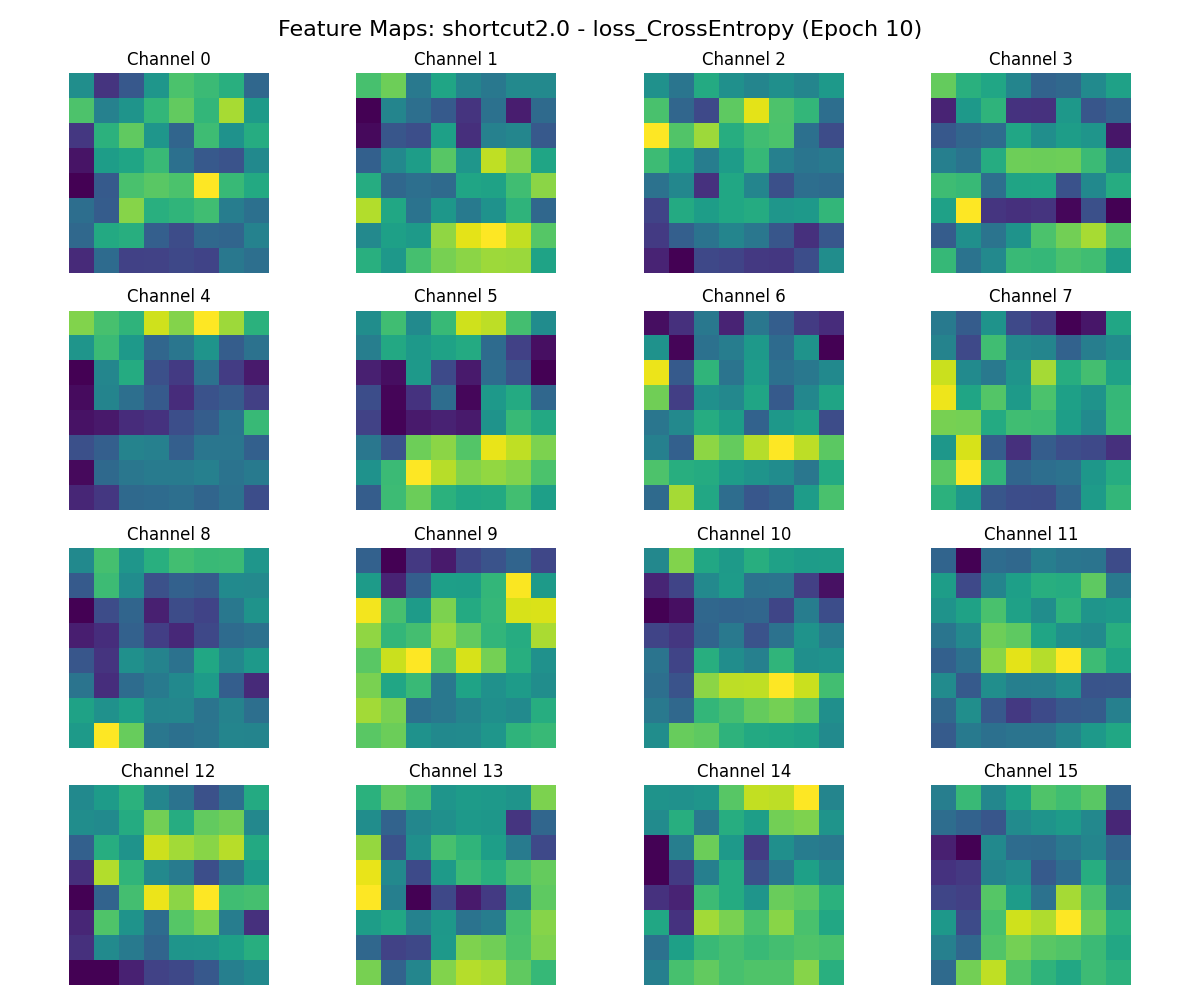 Feature Maps: shortcut2.0 - loss_CrossEntropy (Epoch 10)
Channel 0
Channel 1
Channel 2
Channel 3
Channel 4
Channel 5
Channel 6
Channel 7
Channel 8
Channel 9
Channel 10
Channel 11
Channel 12
Channel 13
Channel 14
Channel 15